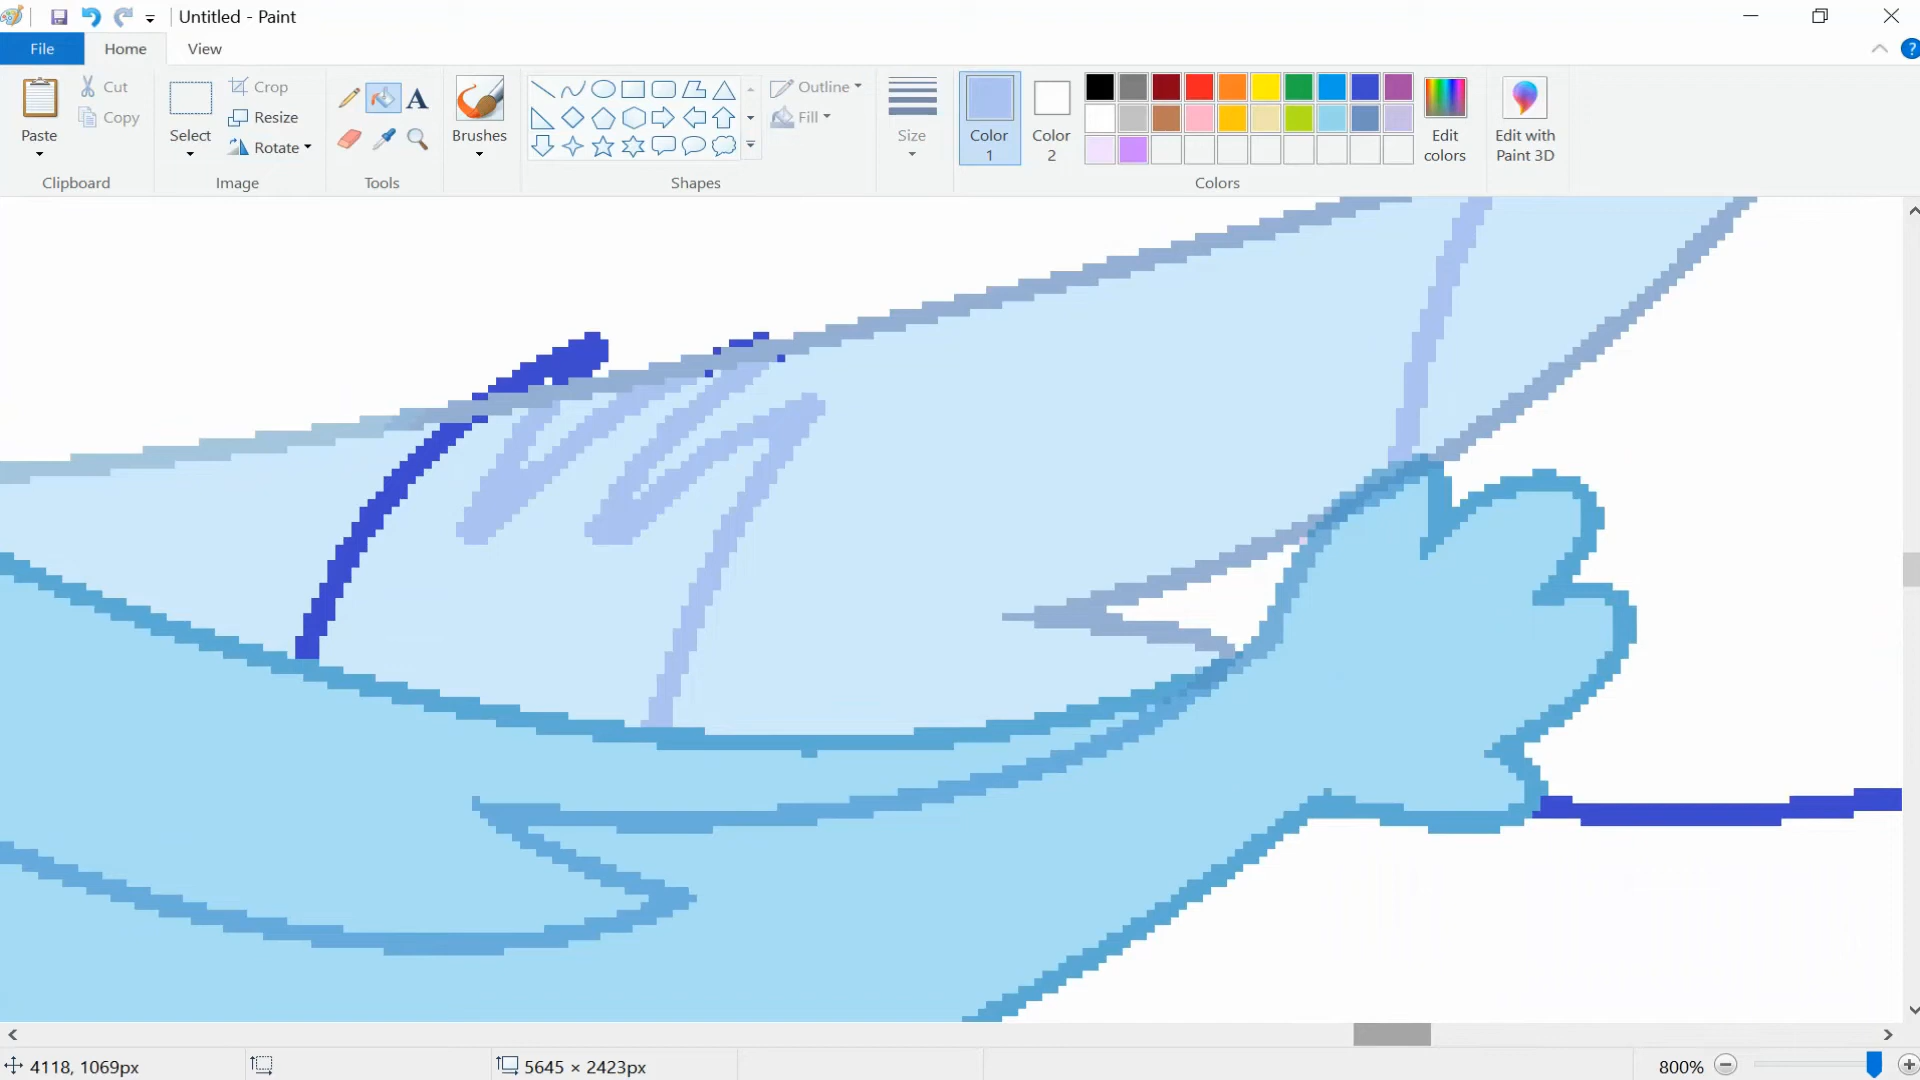 Untitled - Paint
File Home View
Paste
Cut
Copy
Clipboard
Select
Crop
Resize
Rotate
Image
A
Tools
Brushes
Shapes
Outline
Fill
Size
Color
1
Color
2
Colors
Edit
colors
Edit with
Paint 3D
?
4118, 1069px
5645 × 2423px
800%